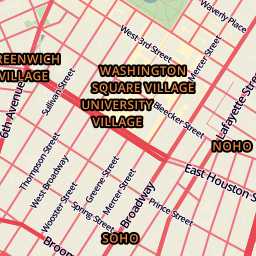 Waverly Place
West 3rd Street
Mercer Street
REENWICH
VILLAGE
WASHINGTON
SQUARE VILLAGE
UNIVERSITY
VILLAGE
Sullivan Street
6th Avenue
Bleecker Street
Lafayette Street
NOHO
Thompson Street
West Broadway
Wooster Street
Greene Street
Mercer Street
Spring Street
Broadway
Prince Street
East Houston S
SOHO
Broom